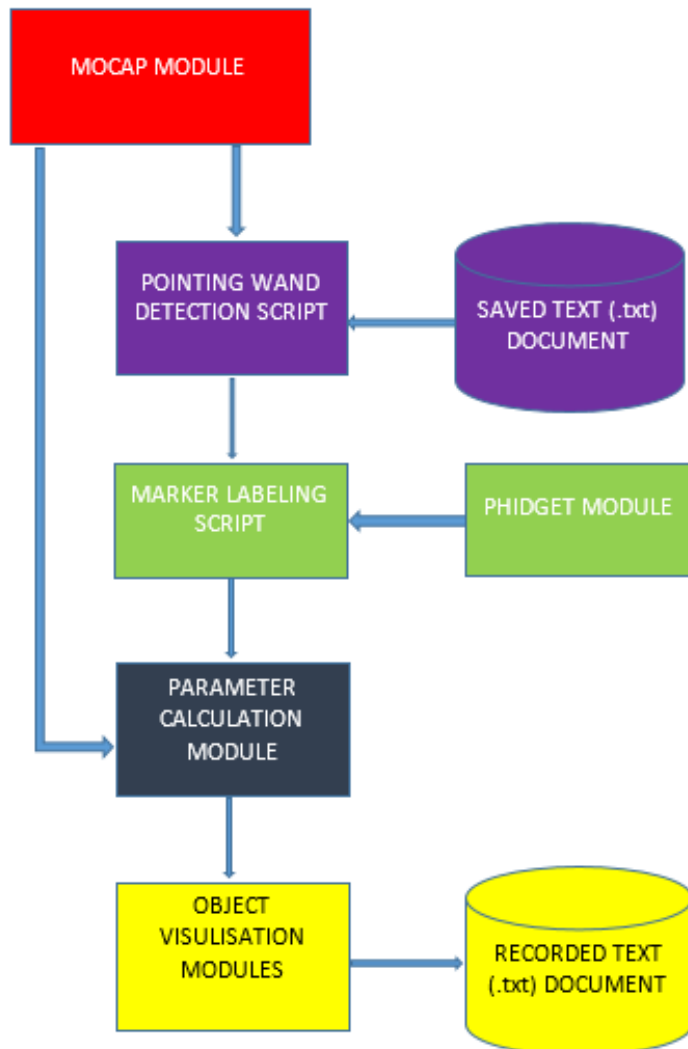 MOCAP MODULE
POINTING WAND
DETECTION SCRIPT
SAVED TEXT (.txt)
DOCUMENT
MARKER LABELING
SCRIPT
PHIDGET MODULE
PARAMETER
CALCULATION
MODULE
OBJECT
VISULISATION
MODULES
RECORDED TEXT
(.txt) DOCUMENT